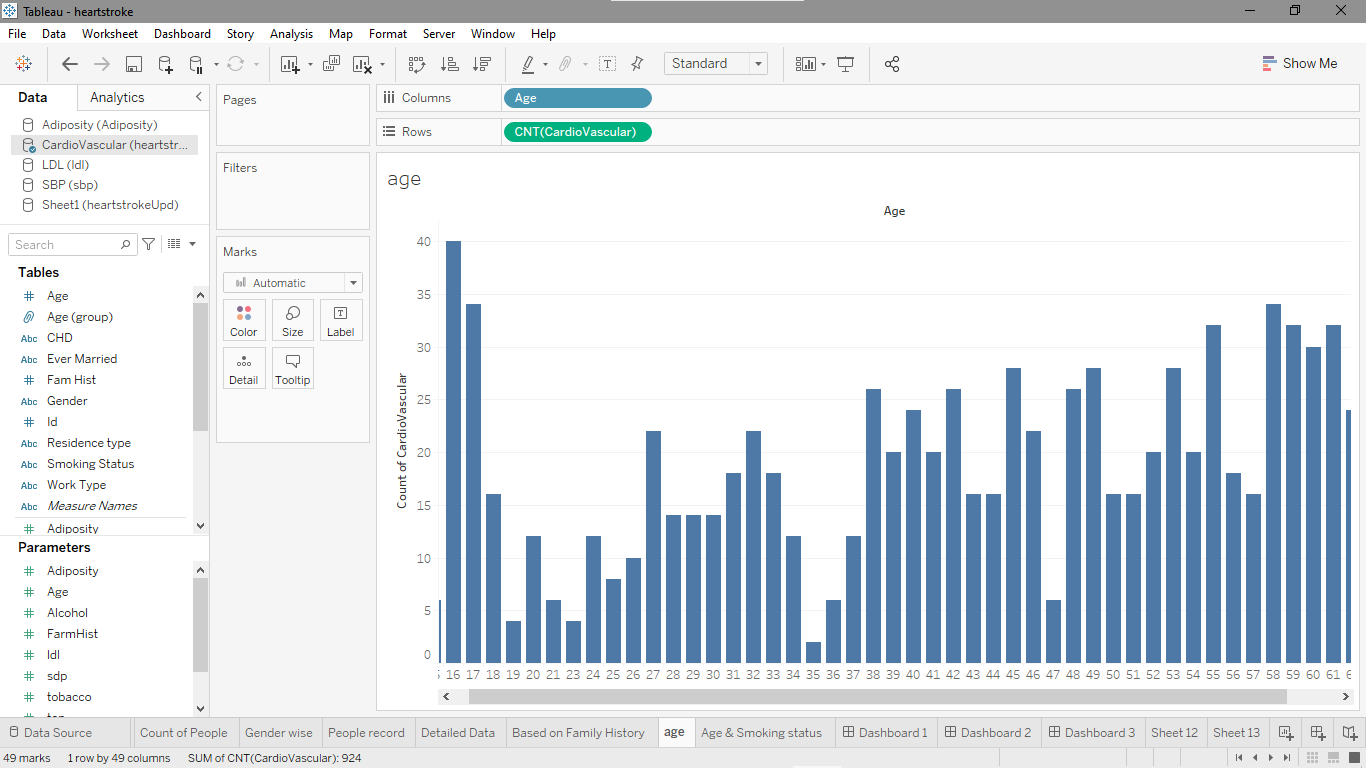 Tableau - heartstroke
File Data Worksheet Dashboard Story Analysis Map Format Server Window Help
Standard
Show Me
Data Analytics
Adiposity (Adiposity)
CardioVascular (heartstr...
LDL (ldl)
SBP (sbp)
Sheet1 (heartstrokeUpd)
Search
Tables
# Age
Age (group)
Abc CHD
Abc Ever Married
# Fam Hist
Abc Gender
# Id
Abc Residence type
Abc Smoking Status
Abc Work Type
Abc Measure Names
# Adiposity
Parameters
# Adiposity
# Age
# Alcohol
# FarmHist
# ldl
# sdp
# tobacco
Pages
Filters
Marks
Automatic
Color Size Label
Detail Tooltip
Columns Age
Rows CNT(CardioVascular)
age
Age
Count of CardioVascular
40
35
30
25
20
15
10
5
0
16 17 18 19 20 21 22 23 24 25 26 27 28 29 30 31 32 33 34 35 36 37 38 39 40 41 42 43 44 45 46 47 48 49 50 51 52 53 54 55 56 57 58 59 60 61
Data Source Count of People Gender wise People record Detailed Data Based on Family History age Age & Smoking status Dashboard 1 Dashboard 2 Dashboard 3 Sheet 12 Sheet 13
49 marks 1 row by 49 columns SUM of CNT(CardioVascular): 924